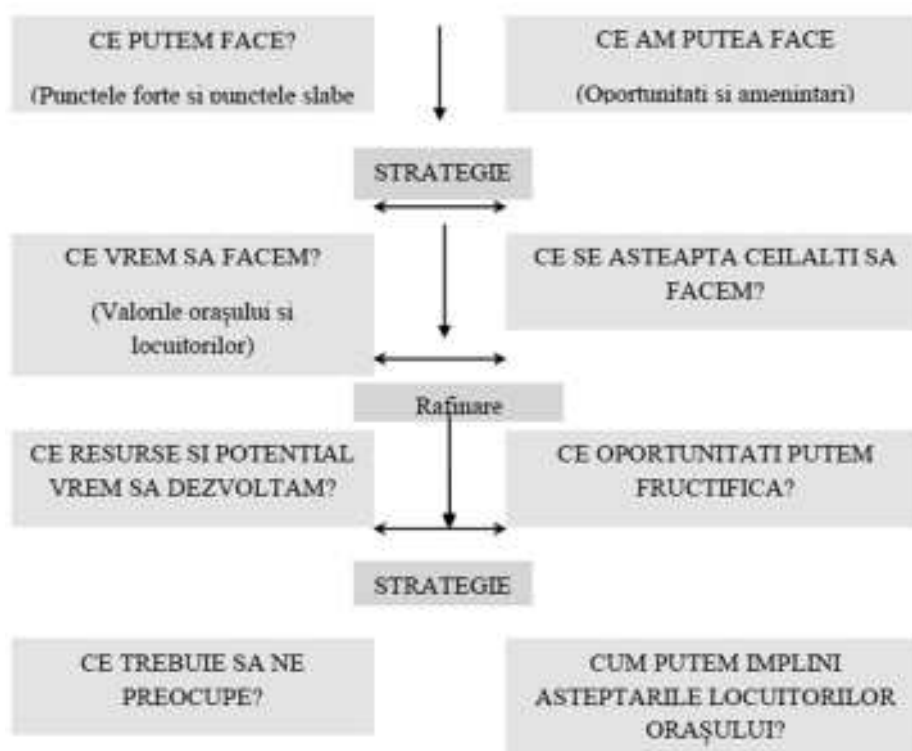 CE PUTEM FACE?
(Punctele forte si punctele slabe
CE AM PUTEA FACE
(Oportunitati si amenintari)
STRATEGIE
CE VREM SA FACEM?
(Valorile orașului si
locuitorilor)
CE SE ASTEAPTA CEILALTI SA
FACEM?
Rafinare
CE RESURSE SI POTENTIAL
VREM SA DEZVOLTAM?
CE OPORTUNITATI PUTEM
FRUCTIFICA?
STRATEGIE
CE TREBUIE SA NE
PREOCUPE?
CUM PUTEM IMPLINI
ASTEPTARILE LOCUITORILOR
ORAȘULUI?